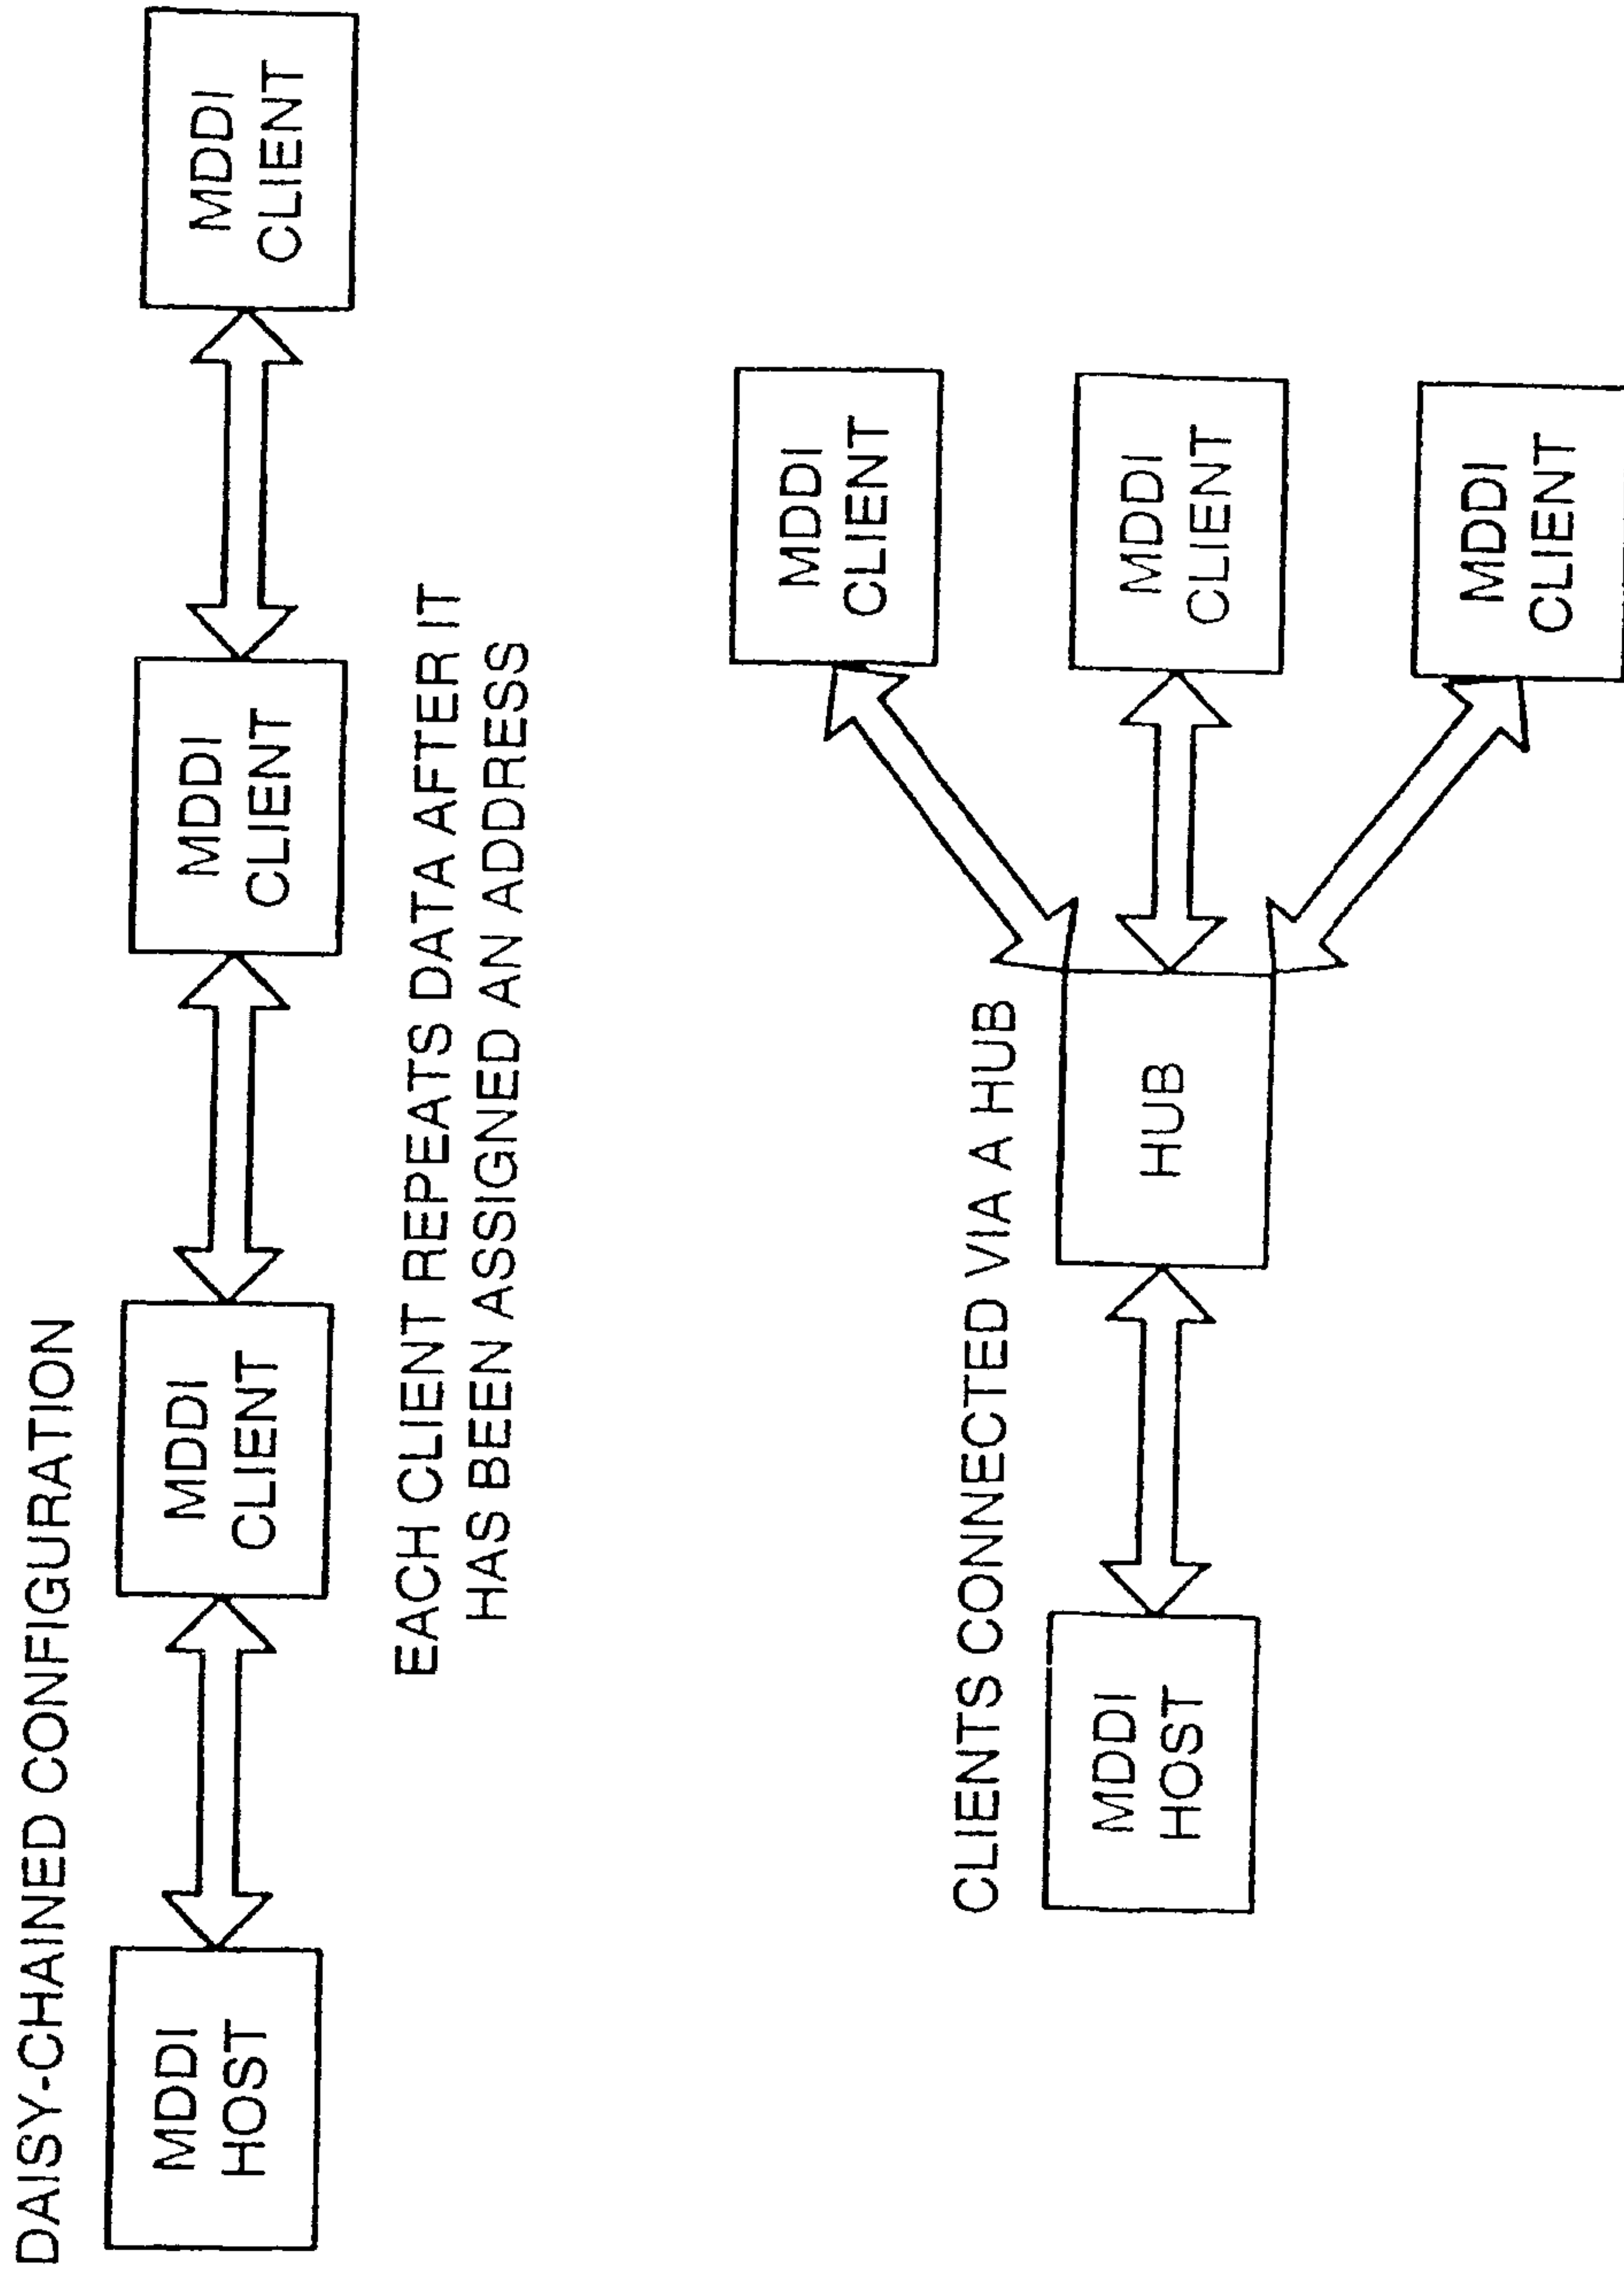 DAISY-CHAINED CONFIGURATION
MDDI
HOST
MDDI
CLIENT
MDDI
CLIENT
MDDI
CLIENT
EACH CLIENT REPEATS DATA AFTER IT
HAS BEEN ASSIGNED AN ADDRESS
CLIENTS CONNECTED VIA A HUB
MDDI
HOST
HUB
MDDI
CLIENT
MDDI
CLIENT
MDDI
CLIENT